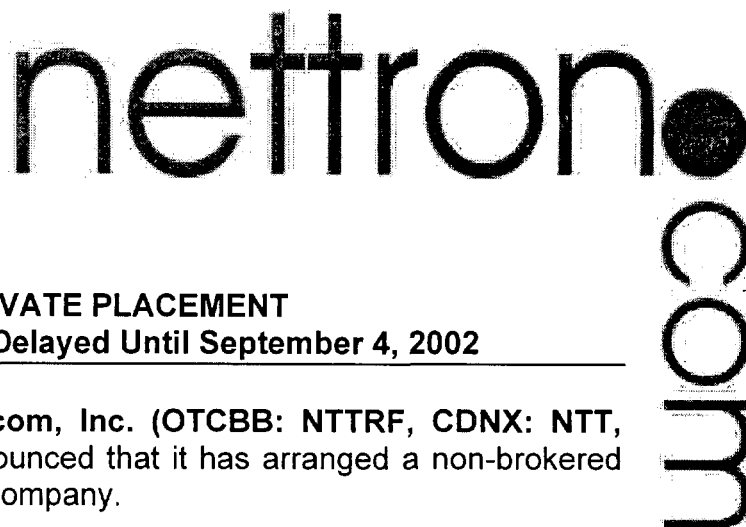 nettron.com
VATE PLACEMENT
Delayed Until September 4, 2002
com, Inc. (OTCBB: NTTRF, CDNX: NTT,
ounced that it has arranged a non-brokered
ompany.